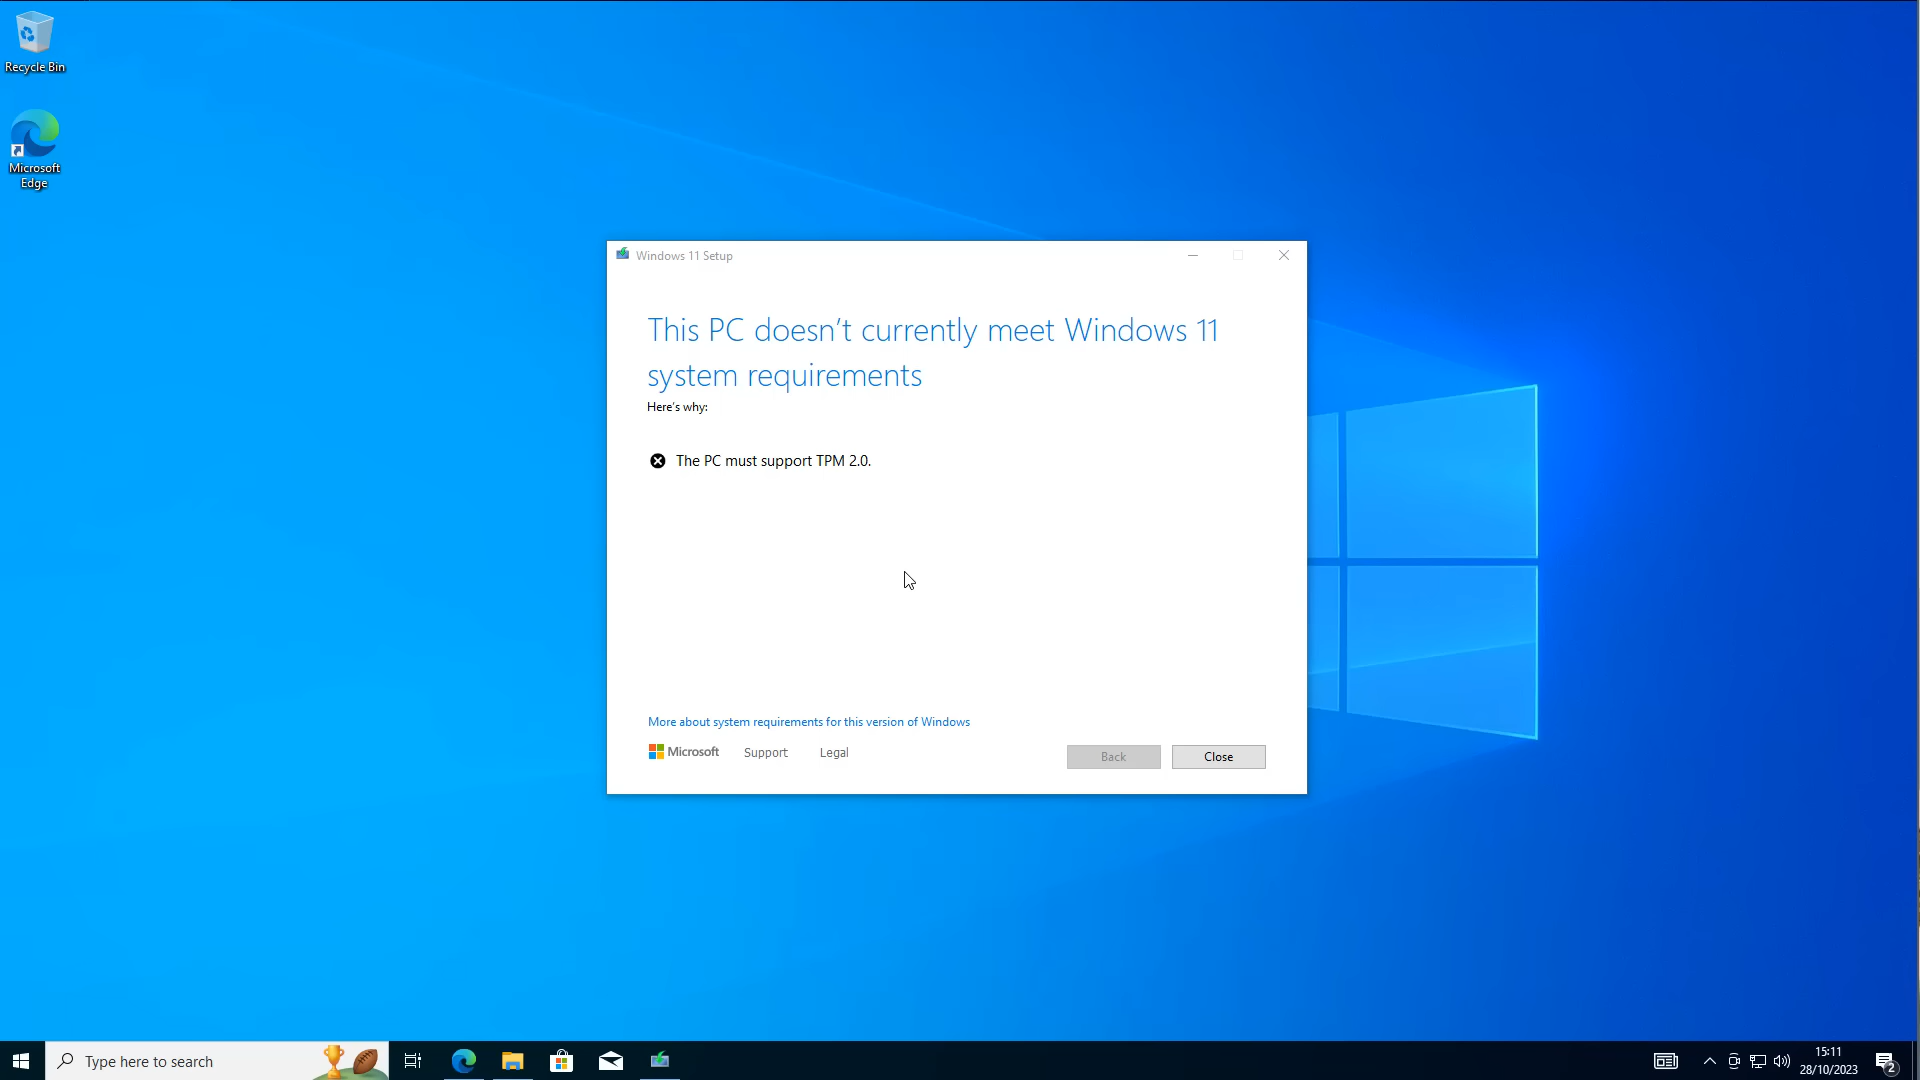 Recycle Bin
Microsoft
Edge
Windows 11 Setup
This PC doesn't currently meet Windows 11
system requirements
Here's why:
The PC must support TPM 2.0.
More about system requirements for this version of Windows
Microsoft Support Legal
Back Close
Type here to search
15:11
28/10/2023
2